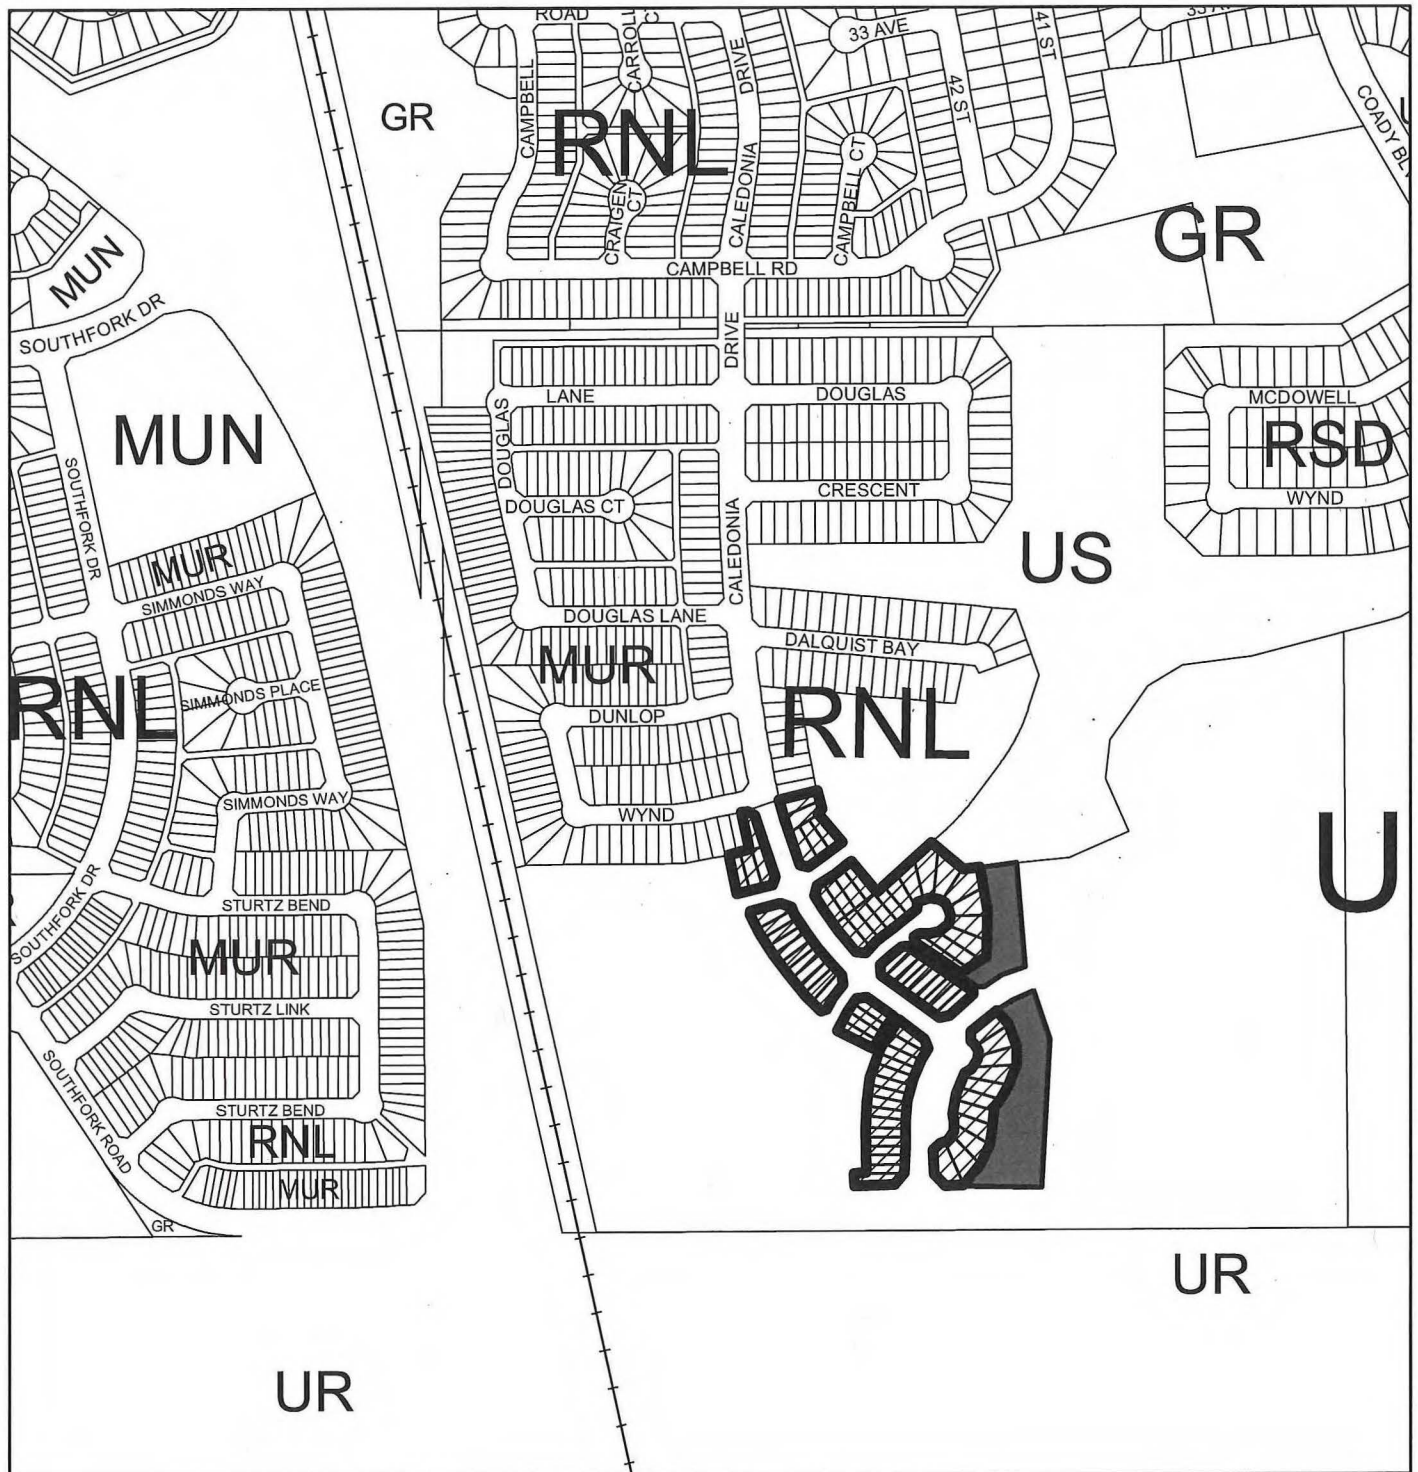 ROAD
CARROLL
CT
33 AVE
41 ST
42 ST
DRIVE
CAMPBELL
GR
RNL
COADY BLV
CALEDONIA
CAMPBELL CT
CRAIGEN
CT
GR
CAMPBELL RD
MUN
SOUTHFORK DR
DRIVE
LANE
DOUGLAS
MCDOWELL
MUN
DOUGLAS
RSD
SOUTHFORK DR
CRESCENT
WYND
DOUGLAS CT
CALEDONIA
US
MUR
SIMMONDS WAY
DOUGLAS LANE
DALQUIST BAY
MUR
RNL
SIMMONDS PLACE
RNL
DUNLOP
SIMMONDS WAY
WYND
U
SOUTHFORK DR
STURTZ BEND
MUR
STURTZ LINK
SOUTHFORK ROAD
STURTZ BEND
RNL
MUR
GR
UR
UR